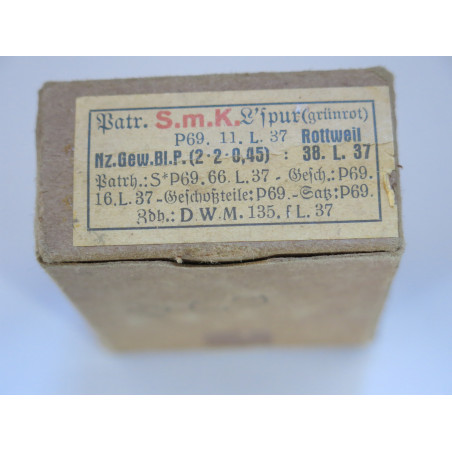 Patr. S.m.K. L'spur (grünrot)
P69. 11. L. 37 Rottweil
Nz. Gew. Bl. P. (2·2·0,45) : 38. L. 37
Patrh.: S*P69. 66. L. 37 – Gesch.: P69.
16. L. 37 – Geschoßteile: P69 – Satz: P69.
Zdh.: D.W.M. 135. f L. 37